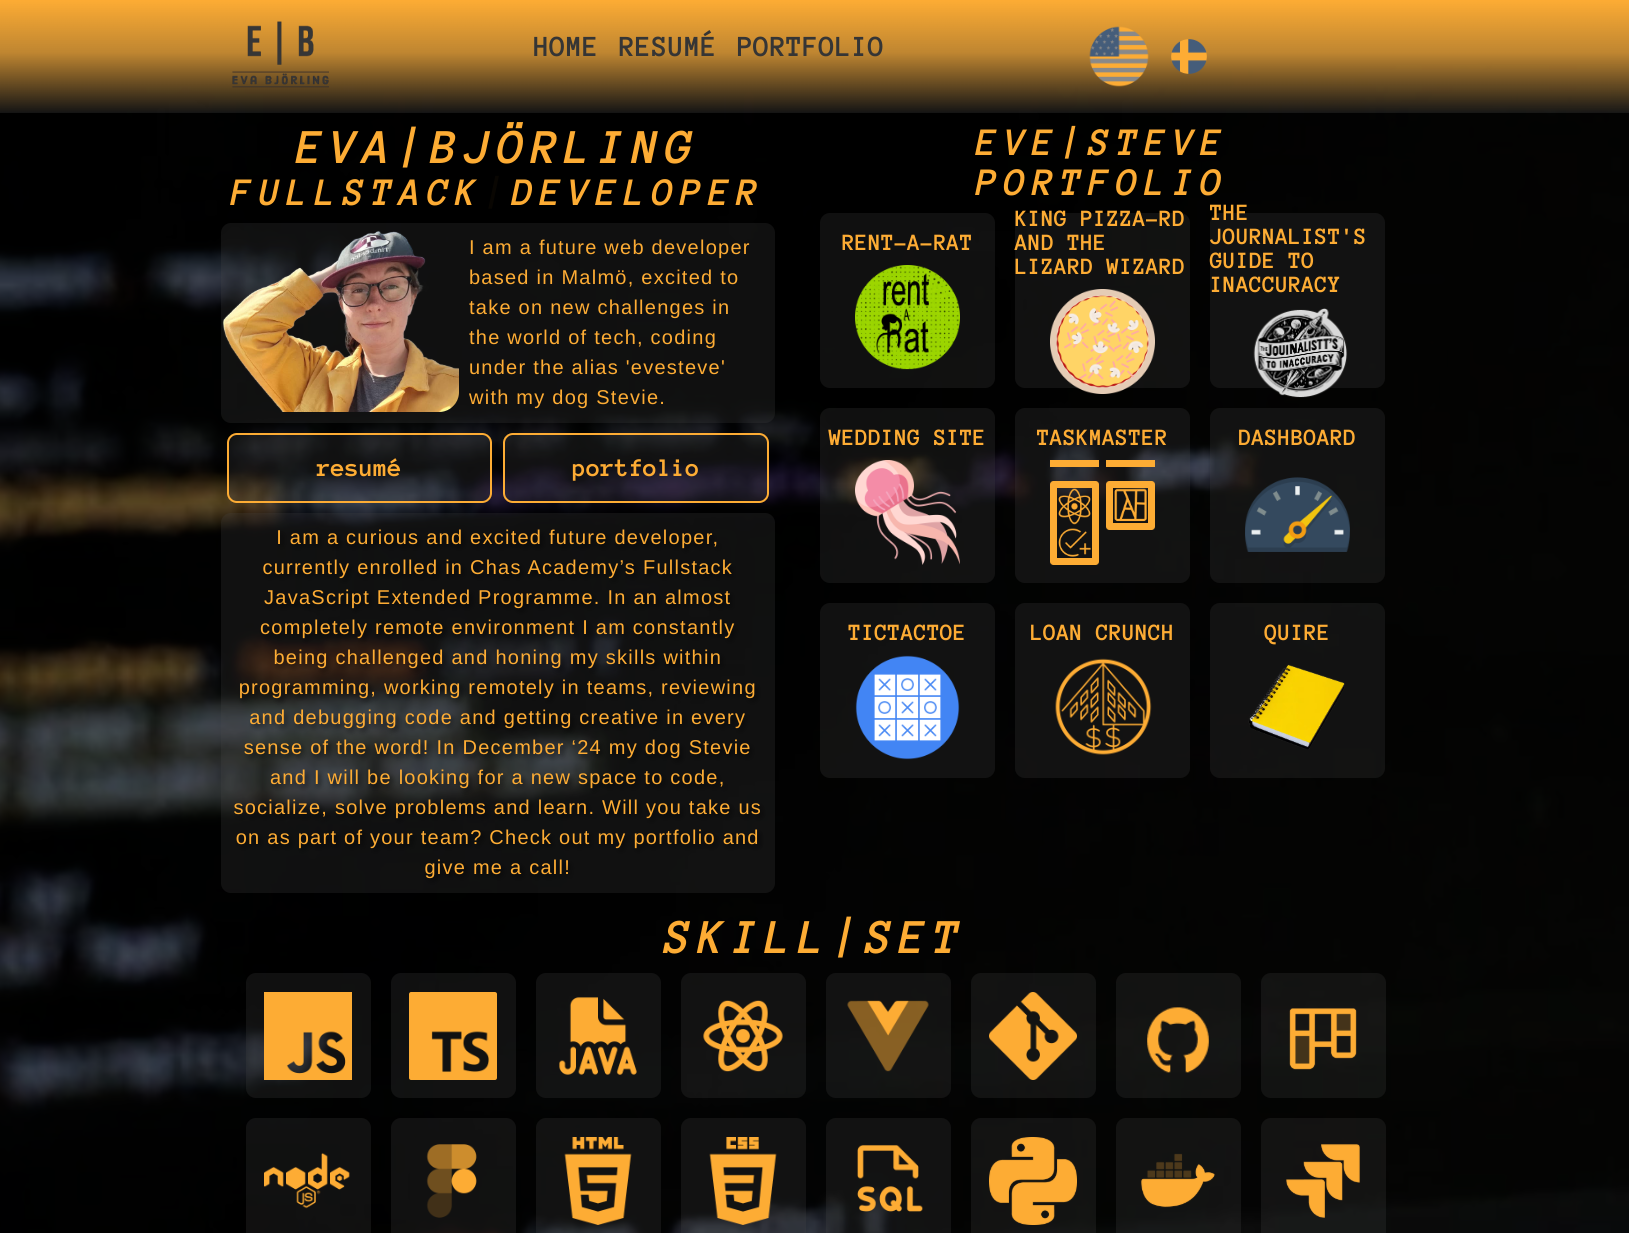 E|B
EVA BJÖRLING
HOME RESUMÉ PORTFOLIO
EVA|BJÖRLING
FULLSTACK DEVELOPER
I am a future web developer
based in Malmö, excited to
take on new challenges in
the world of tech, coding
under the alias 'evesteve'
with my dog Stevie.
resumé
portfolio
I am a curious and excited future developer,
currently enrolled in Chas Academy’s Fullstack
JavaScript Extended Programme. In an almost
completely remote environment I am constantly
being challenged and honing my skills within
programming, working remotely in teams, reviewing
and debugging code and getting creative in every
sense of the word! In December ‘24 my dog Stevie
and I will be looking for a new space to code,
socialize, solve problems and learn. Will you take us
on as part of your team? Check out my portfolio and
give me a call!
EVE|STEVE
PORTFOLIO
RENT-A-RAT
rent
A
Rat
KING PIZZA-RD
AND THE
LIZARD WIZARD
THE
JOURNALIST'S
GUIDE TO
INACCURACY
THE
JOUINALISTT'S
TO INACCURACY
WEDDING SITE
TASKMASTER
DASHBOARD
TICTACTOE
LOAN CRUNCH
$$
QUIRE
SKILL|SET
JS
TS
JAVA
node
JS
HTML
5
CSS
3
SQL